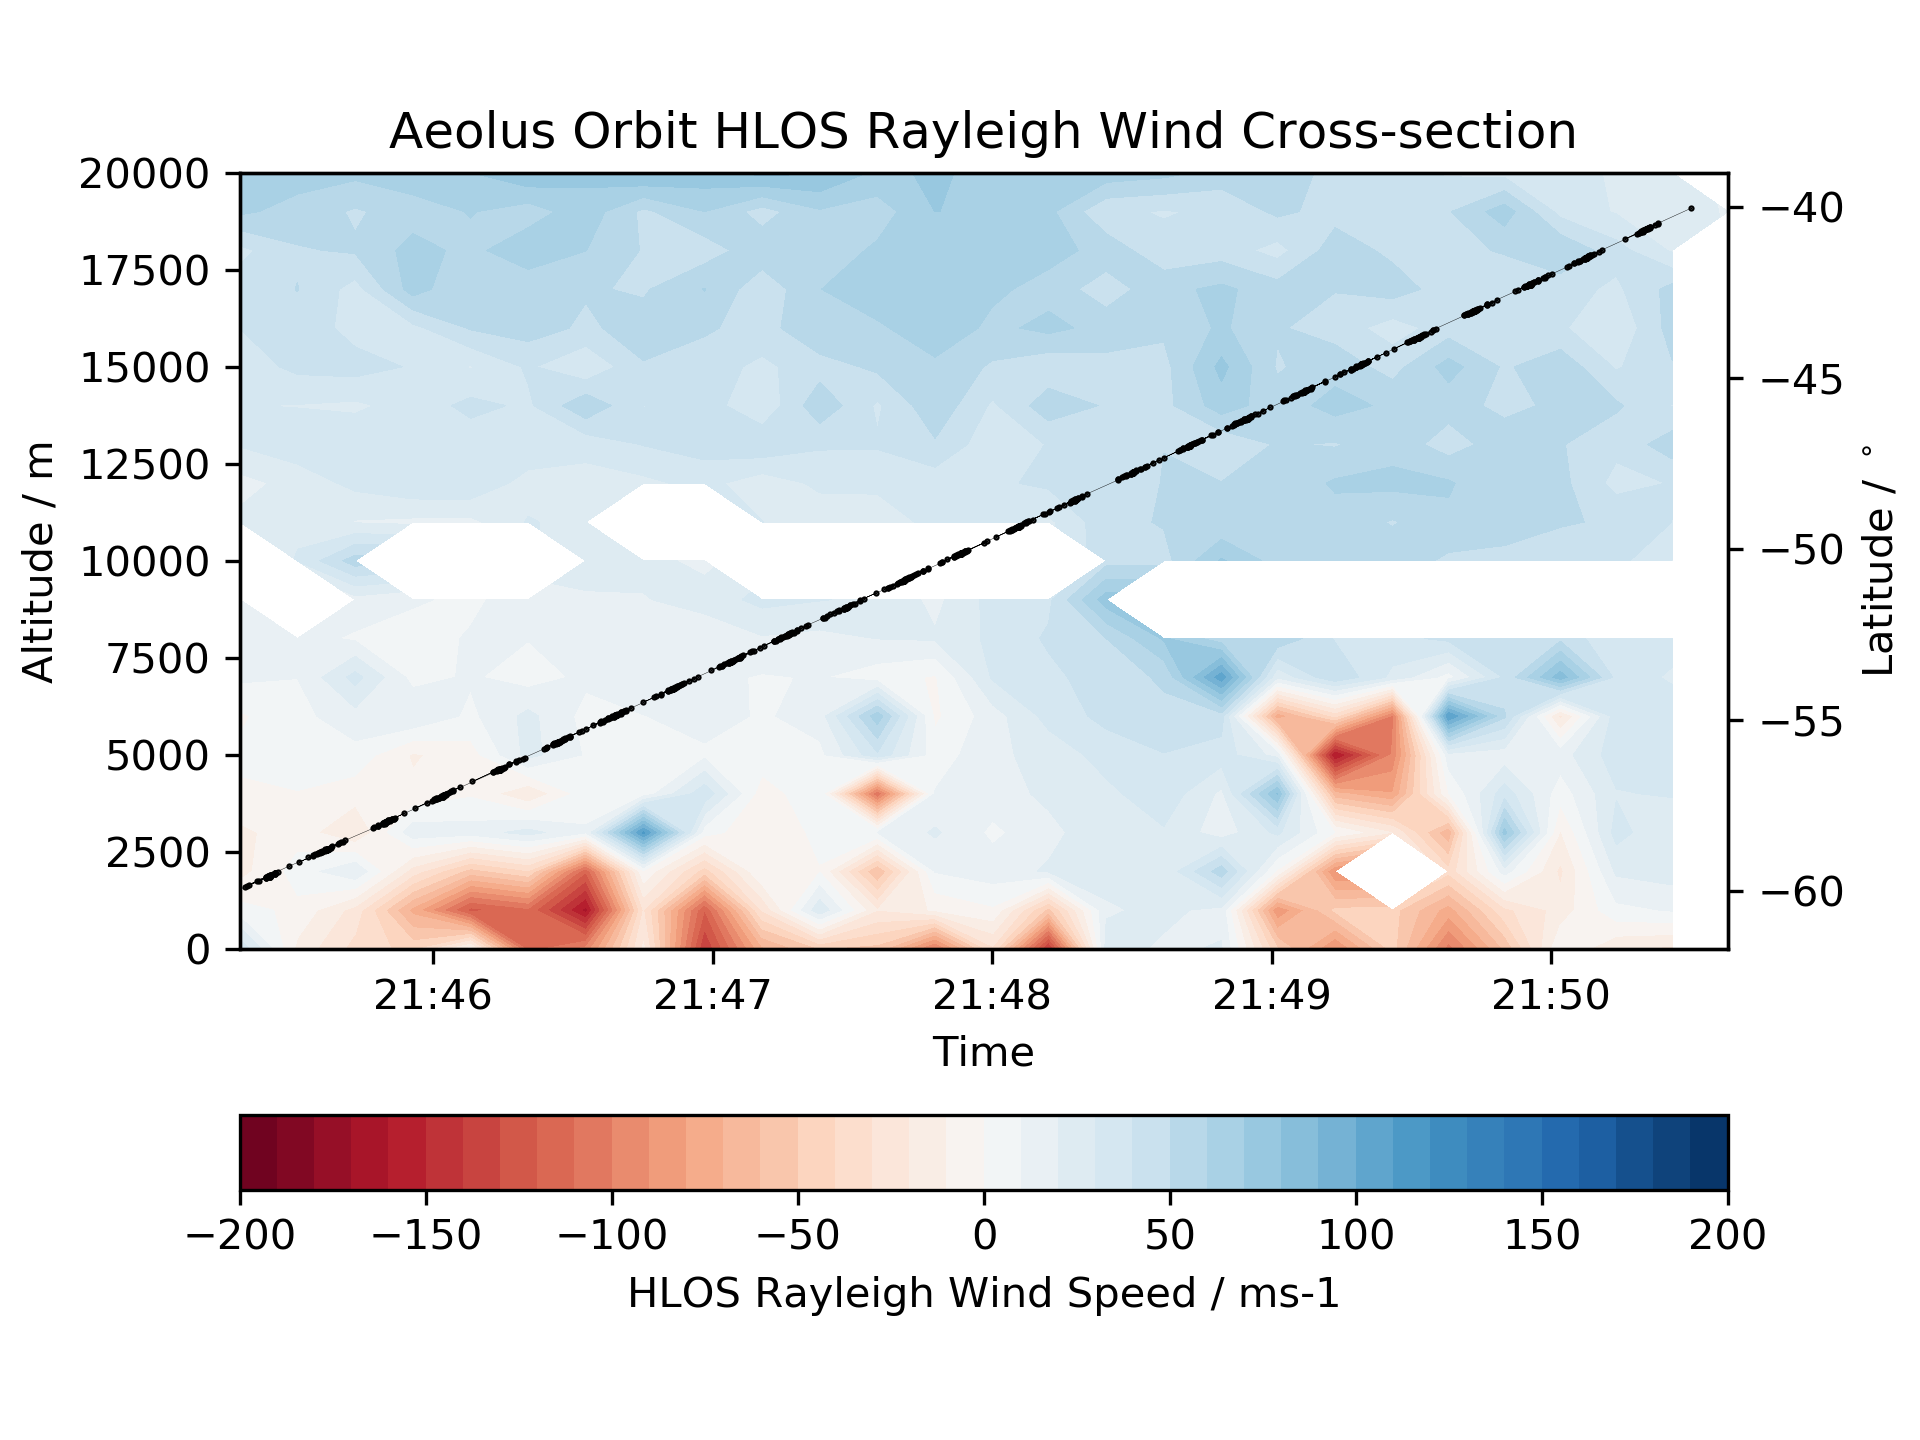 Aeolus Orbit HLOS Rayleigh Wind Cross-section
20000
17500
15000
12500
10000
7500
5000
2500
0
Altitude / m
−40
−45
−50
−55
−60
Latitude / °
21:46 21:47 21:48 21:49 21:50
Time
−200 −150 −100 −50 0 50 100 150 200
HLOS Rayleigh Wind Speed / ms-1